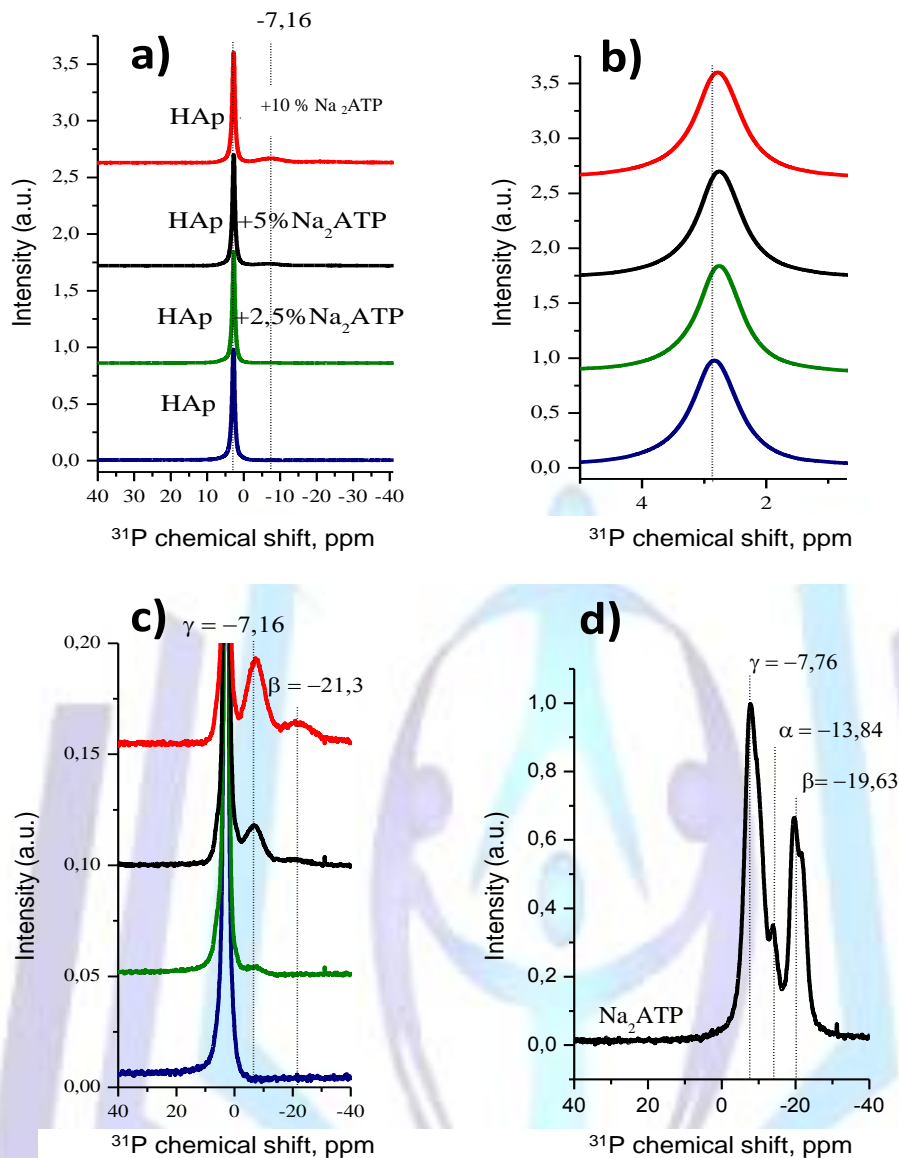 a)
-7,16
3,5
3,0
2,5
2,0
1,5
1,0
0,5
0,0
HAp +10 % Na₂ATP
HAp +5%Na₂ATP
HAp +2,5%Na₂ATP
HAp
40 30 20 10 0 -10 -20 -30 -40
Intensity (a.u.)
³¹P chemical shift, ppm
b)
3,5
3,0
2,5
2,0
1,5
1,0
0,5
0,0
4 2
Intensity (a.u.)
³¹P chemical shift, ppm
c)
γ = −7,16
β = −21,3
0,20
0,15
0,10
0,05
0,00
40 20 0 -20 -40
Intensity (a.u.)
³¹P chemical shift, ppm
d)
γ = −7,76
α = −13,84
β= −19,63
1,0
0,8
0,6
0,4
0,2
0,0
Na₂ATP
40 20 0 -20 -40
Intensity (a.u.)
³¹P chemical shift, ppm